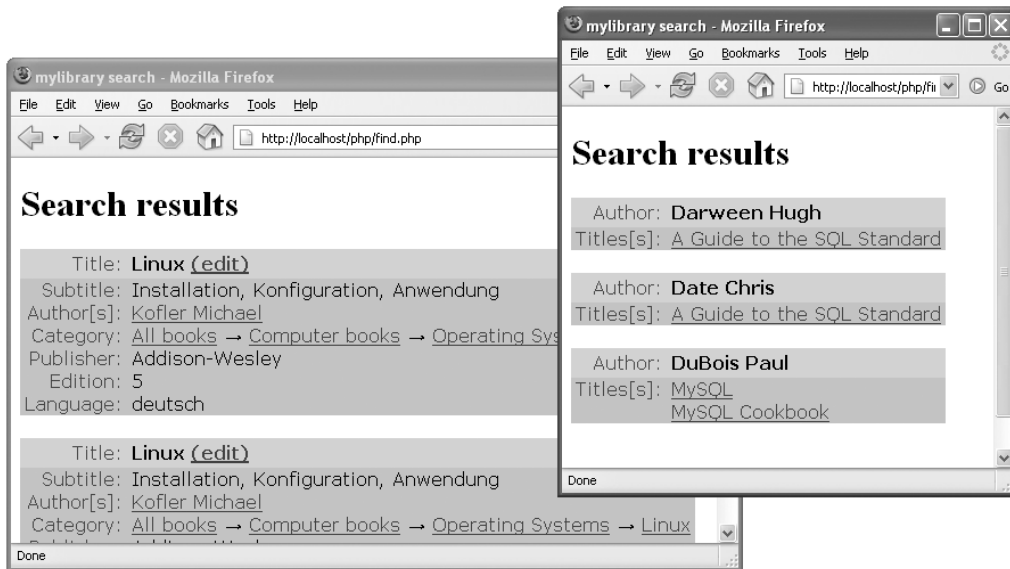 mylibrary search - Mozilla Firefox
File Edit View Go Bookmarks Tools Help
http://localhost/php/find.php
Search results
Title: Linux (edit)
Subtitle: Installation, Konfiguration, Anwendung
Author[s]: Kofler Michael
Category: All books → Computer books → Operating Sys
Publisher: Addison-Wesley
Edition: 5
Language: deutsch
Title: Linux (edit)
Subtitle: Installation, Konfiguration, Anwendung
Author[s]: Kofler Michael
Category: All books → Computer books → Operating Systems → Linux
Done
mylibrary search - Mozilla Firefox
File Edit View Go Bookmarks Tools Help
http://localhost/php/fi Go
Search results
Author: Darween Hugh
Titles[s]: A Guide to the SQL Standard
Author: Date Chris
Titles[s]: A Guide to the SQL Standard
Author: DuBois Paul
Titles[s]: MySQL
MySQL Cookbook
Done